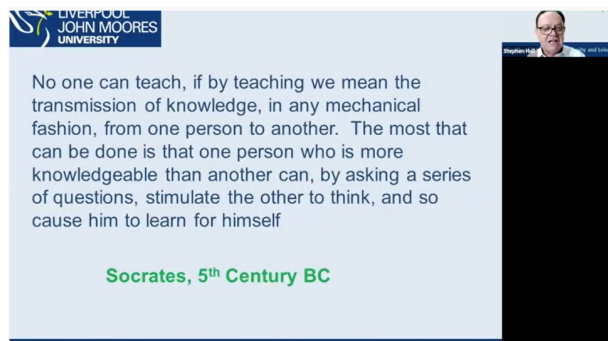 LIVERPOOL
JOHN MOORES
UNIVERSITY
No one can teach, if by teaching we mean the
transmission of knowledge, in any mechanical
fashion, from one person to another. The most that
can be done is that one person who is more
knowledgeable than another can, by asking a series
of questions, stimulate the other to think, and so
cause him to learn for himself
Socrates, 5th Century BC
Stephen